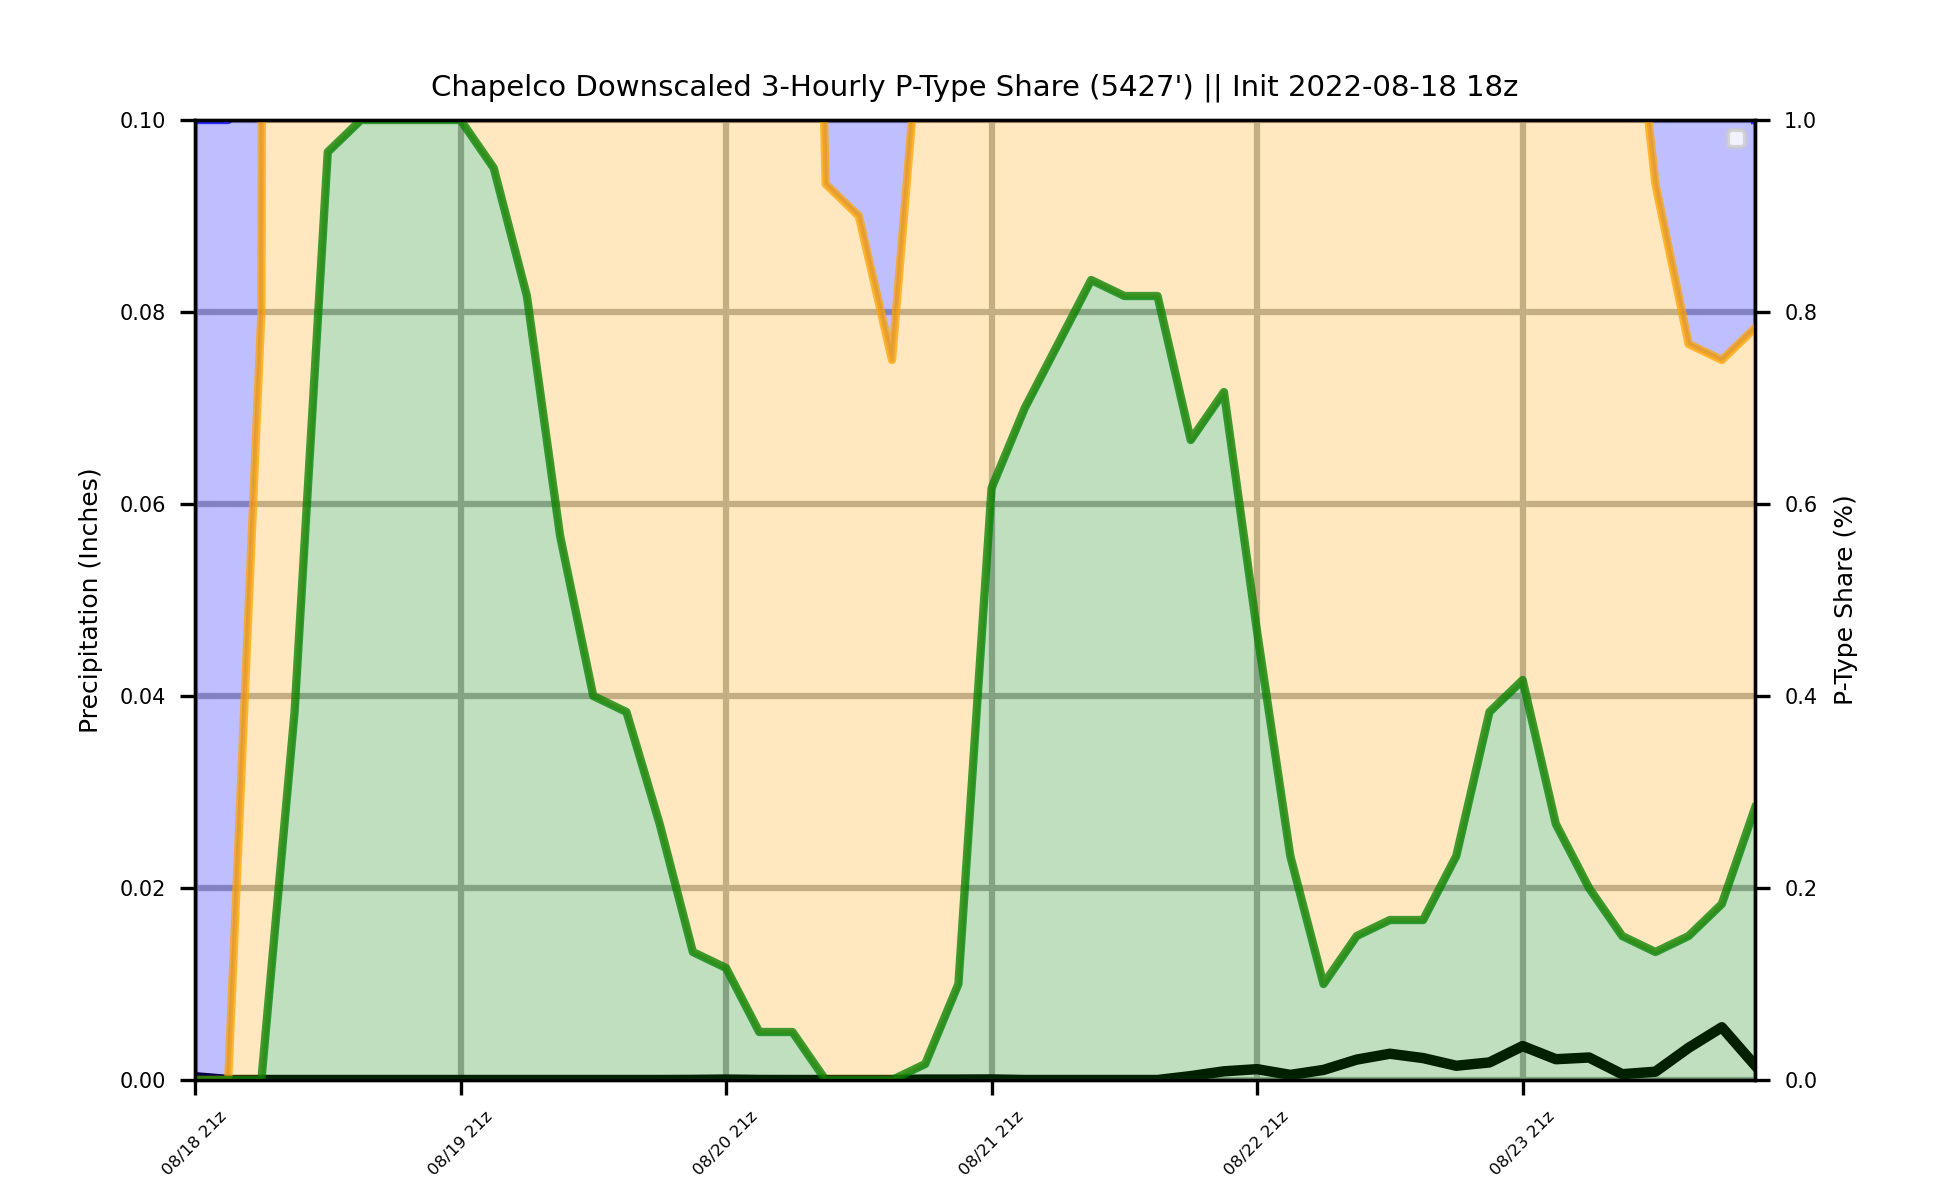 Chapelco Downscaled 3-Hourly P-Type Share (5427') || Init 2022-08-18 18z
0.10
0.08
0.06
0.04
0.02
0.00
Precipitation (Inches)
1.0
0.8
0.6
0.4
0.2
0.0
P-Type Share (%)
08/18 21z
08/19 21z
08/20 21z
08/21 21z
08/22 21z
08/23 21z